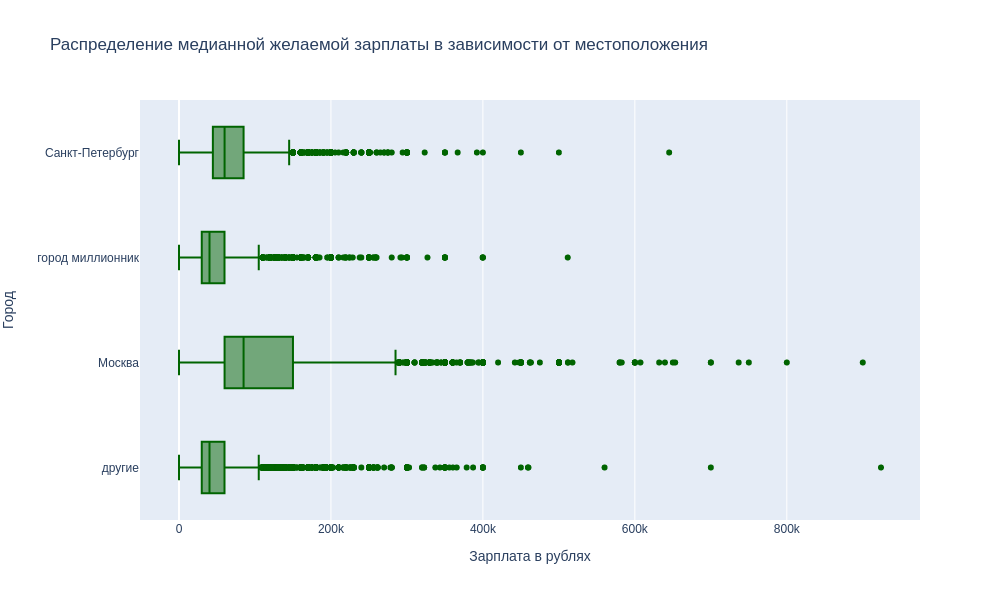 Распределение медианной желаемой зарплаты в зависимости от местоположения
Санкт-Петербург
город миллионник
Москва
другие
Город
0
200k
400k
600k
800k
Зарплата в рублях